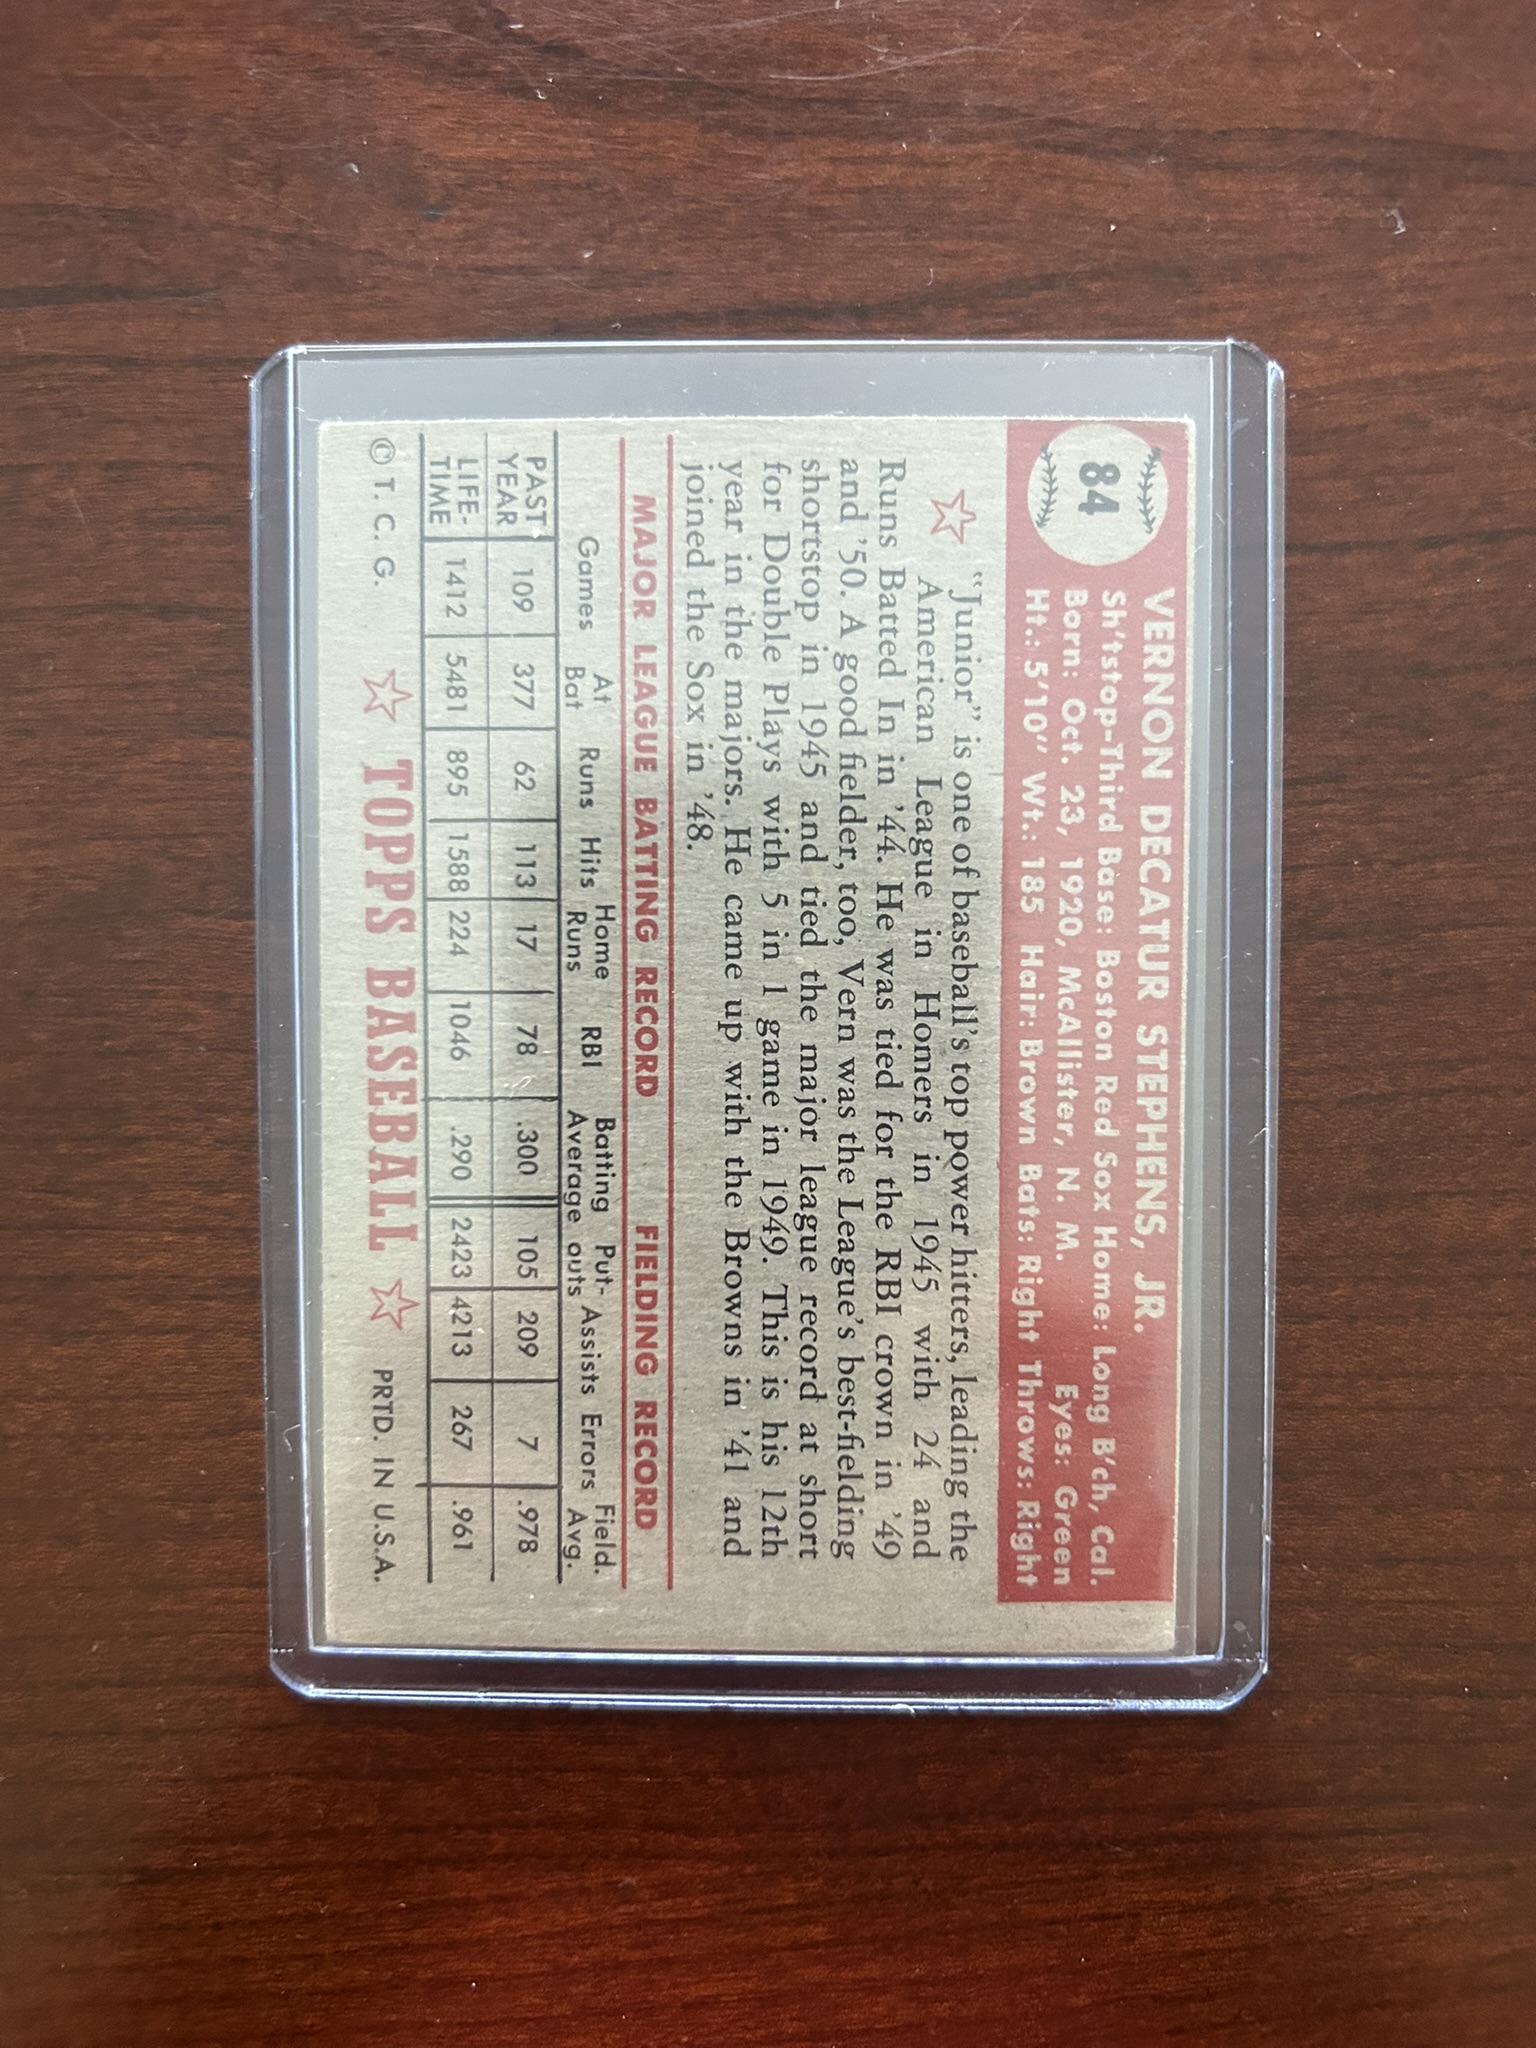 84
VERNON DECATUR STEPHENS, JR.
Sh'tstop-Third Base: Boston Red Sox Home: Long B'ch, Cal.
Born: Oct. 23, 1920, McAllister, N. M. Eyes: Green
Ht.: 5'10" Wt.: 185 Hair: Brown Bats: Right Throws: Right
"Junior" is one of baseball's top power hitters, leading the
American League in Homers in 1945 with 24 and
Runs Batted In in '44. He was tied for the RBI crown in '49
and '50. A good fielder, too, Vern was the League's best-fielding
shortstop in 1945 and tied the major league record at short
for Double Plays with 5 in 1 game in 1949. This is his 12th
year in the majors. He came up with the Browns in '41 and
joined the Sox in '48.
MAJOR LEAGUE BATTING RECORD FIELDING RECORD
Games At Bat Runs Hits Home Runs RBI Batting Average Put-outs Assists Errors Field. Avg.
PAST YEAR 109 377 62 113 17 78 .300 105 209 7 .978
LIFE-TIME 1412 5481 895 1588 224 1046 .290 2423 4213 267 .961
© T. C. G. TOPPS BASEBALL PRTD. IN U.S.A.